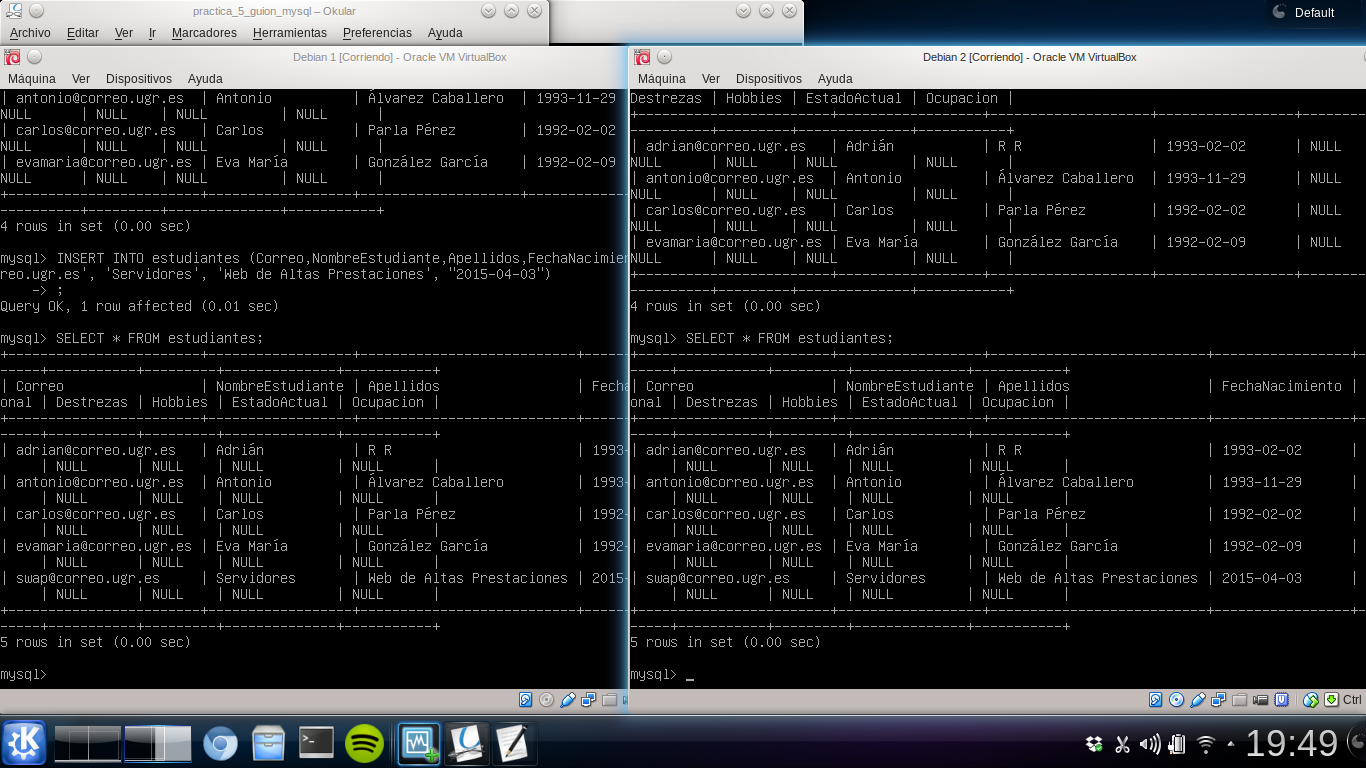 practica_5_guion_mysql – Okular
Default
Archivo Editar Ver Ir Marcadores Herramientas Preferencias Ayuda
Debian 1 [Corriendo] - Oracle VM VirtualBox
Máquina Ver Dispositivos Ayuda
| antonio@correo.ugr.es | Antonio | Álvarez Caballero | 1993-11-29
NULL | NULL | NULL | NULL |
| carlos@correo.ugr.es | Carlos | Parla Pérez | 1992-02-02
NULL | NULL | NULL | NULL |
| evamaria@correo.ugr.es | Eva María | González García | 1992-02-09
NULL | NULL | NULL | NULL |
4 rows in set (0.00 sec)
mysql> INSERT INTO estudiantes (Correo,NombreEstudiante,Apellidos,FechaNacimien
reo.ugr.es', 'Servidores', 'Web de Altas Prestaciones', "2015-04-03")
-> ;
Query OK, 1 row affected (0.01 sec)
mysql> SELECT * FROM estudiantes;
| Correo | NombreEstudiante | Apellidos | Fecha
onal | Destrezas | Hobbies | EstadoActual | Ocupacion |
| adrian@correo.ugr.es | Adrián | R R | 1993-
| NULL | NULL | NULL | NULL |
| antonio@correo.ugr.es | Antonio | Álvarez Caballero | 1993-
| NULL | NULL | NULL | NULL |
| carlos@correo.ugr.es | Carlos | Parla Pérez | 1992-
| NULL | NULL | NULL | NULL |
| evamaria@correo.ugr.es | Eva María | González García | 1992-
| NULL | NULL | NULL | NULL |
| swap@correo.ugr.es | Servidores | Web de Altas Prestaciones | 2015-
| NULL | NULL | NULL | NULL |
5 rows in set (0.00 sec)
mysql>
Debian 2 [Corriendo] - Oracle VM VirtualBox
Máquina Ver Dispositivos Ayuda
Destrezas | Hobbies | EstadoActual | Ocupacion |
| adrian@correo.ugr.es | Adrián | R R | 1993-02-02 | NULL
NULL | NULL | NULL | NULL |
| antonio@correo.ugr.es | Antonio | Álvarez Caballero | 1993-11-29 | NULL
NULL | NULL | NULL | NULL |
| carlos@correo.ugr.es | Carlos | Parla Pérez | 1992-02-02 | NULL
NULL | NULL | NULL | NULL |
| evamaria@correo.ugr.es | Eva María | González García | 1992-02-09 | NULL
NULL | NULL | NULL | NULL |
4 rows in set (0.00 sec)
mysql> SELECT * FROM estudiantes;
| Correo | NombreEstudiante | Apellidos | FechaNacimiento |
onal | Destrezas | Hobbies | EstadoActual | Ocupacion |
| adrian@correo.ugr.es | Adrián | R R | 1993-02-02 |
| NULL | NULL | NULL | NULL |
| antonio@correo.ugr.es | Antonio | Álvarez Caballero | 1993-11-29 |
| NULL | NULL | NULL | NULL |
| carlos@correo.ugr.es | Carlos | Parla Pérez | 1992-02-02 |
| NULL | NULL | NULL | NULL |
| evamaria@correo.ugr.es | Eva María | González García | 1992-02-09 |
| NULL | NULL | NULL | NULL |
| swap@correo.ugr.es | Servidores | Web de Altas Prestaciones | 2015-04-03 |
| NULL | NULL | NULL | NULL |
5 rows in set (0.00 sec)
mysql> _
Ctrl
19:49